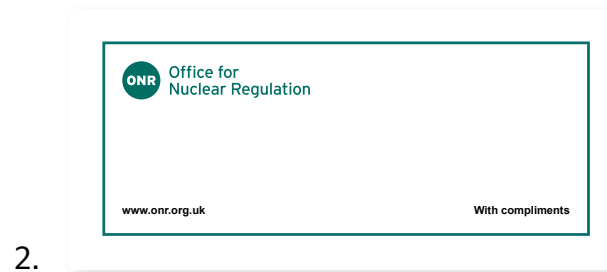 ONR
Office for
Nuclear Regulation
www.onr.org.uk
With compliments
2.